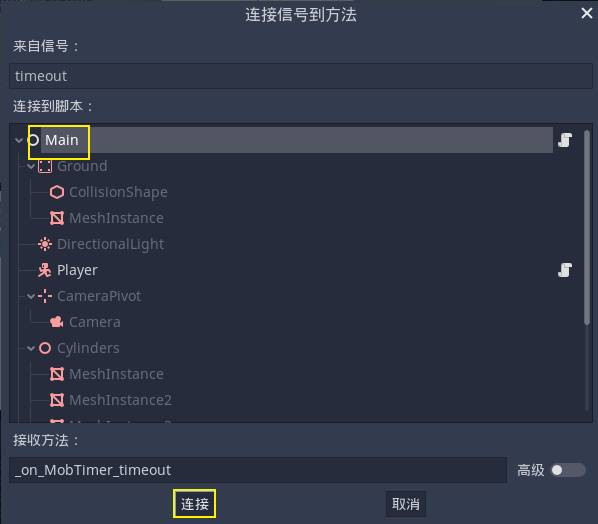 连接信号到方法
来自信号：
timeout
连接到脚本：
Main
Ground
CollisionShape
MeshInstance
DirectionalLight
Player
CameraPivot
Camera
Cylinders
MeshInstance
MeshInstance2
接收方法：
_on_MobTimer_timeout
高级
连接 取消